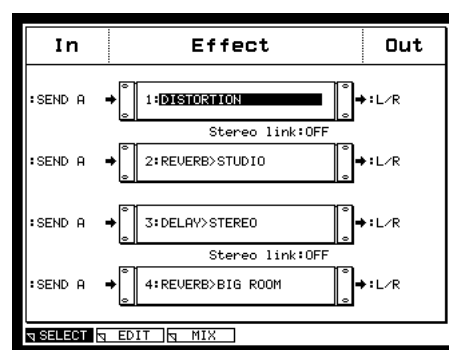 In Effect Out
:SEND A 1:DISTORTION :L/R
Stereo link:OFF
:SEND A 2:REVERB>STUDIO :L/R
:SEND A 3:DELAY>STEREO :L/R
Stereo link:OFF
:SEND A 4:REVERB>BIG ROOM :L/R
SELECT EDIT MIX